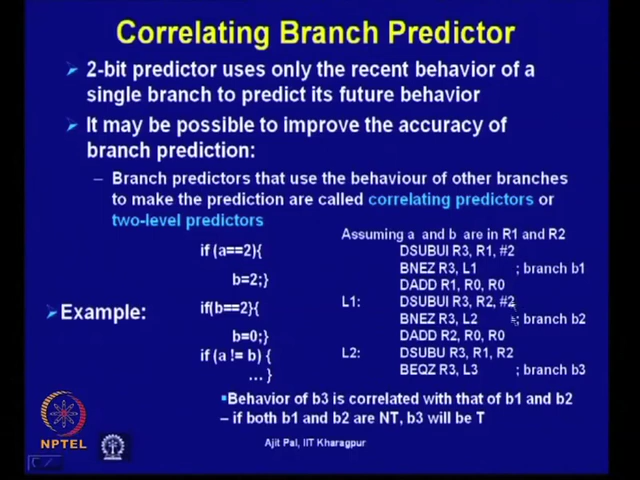 Correlating Branch Predictor
2-bit predictor uses only the recent behavior of a
single branch to predict its future behavior
It may be possible to improve the accuracy of
branch prediction:
– Branch predictors that use the behaviour of other branches
to make the prediction are called correlating predictors or
two-level predictors
Example:
if (a==2){
b=2;}
if(b==2){
b=0;}
if (a != b) {
... }
Assuming a and b are in R1 and R2
DSUBUI R3, R1, #2
BNEZ R3, L1 ; branch b1
DADD R1, R0, R0
L1: DSUBUI R3, R2, #2
BNEZ R3, L2 ; branch b2
DADD R2, R0, R0
L2: DSUBU R3, R1, R2
BEQZ R3, L3 ; branch b3
Behavior of b3 is correlated with that of b1 and b2
– if both b1 and b2 are NT, b3 will be T
NPTEL
Ajit Pal, IIT Kharagpur